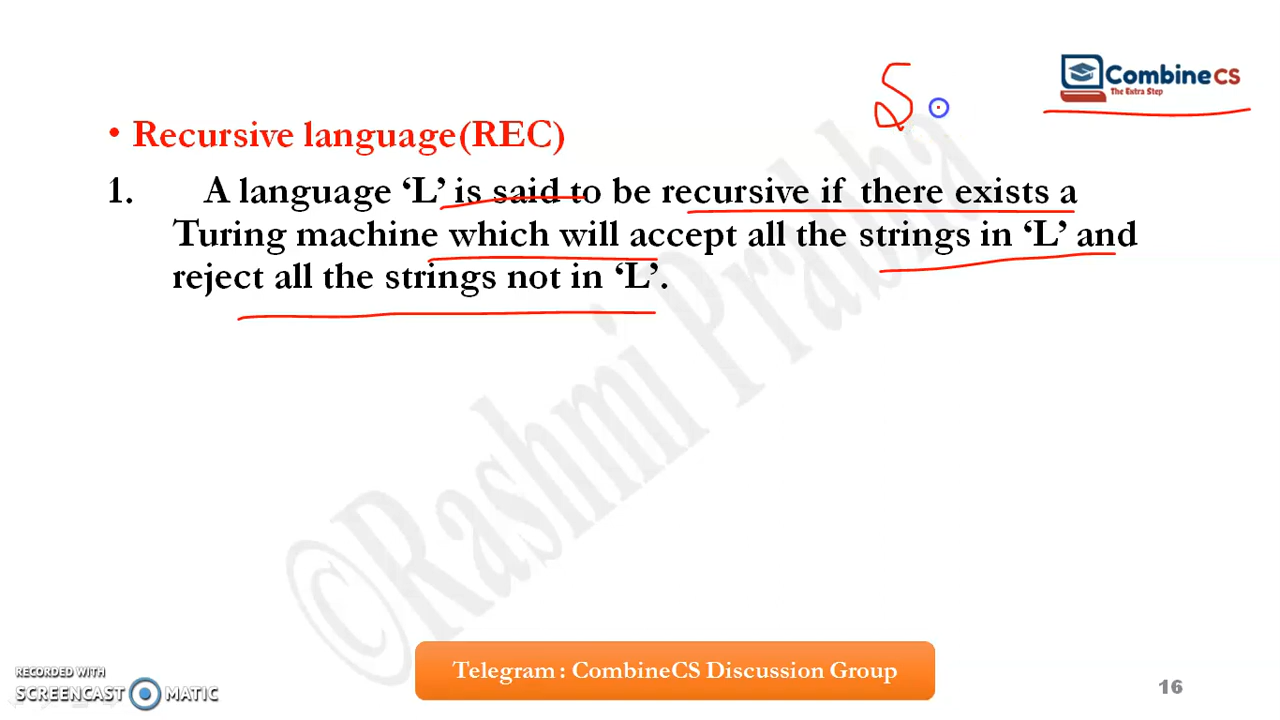 S
CombineCS
The Extra Step
• Recursive language(REC)
1. A language ‘L’ is said to be recursive if there exists a
Turing machine which will accept all the strings in ‘L’ and
reject all the strings not in ‘L’.
©Rashmi Prabha
Telegram : CombineCS Discussion Group
RECORDED WITH
SCREENCAST MATIC
16